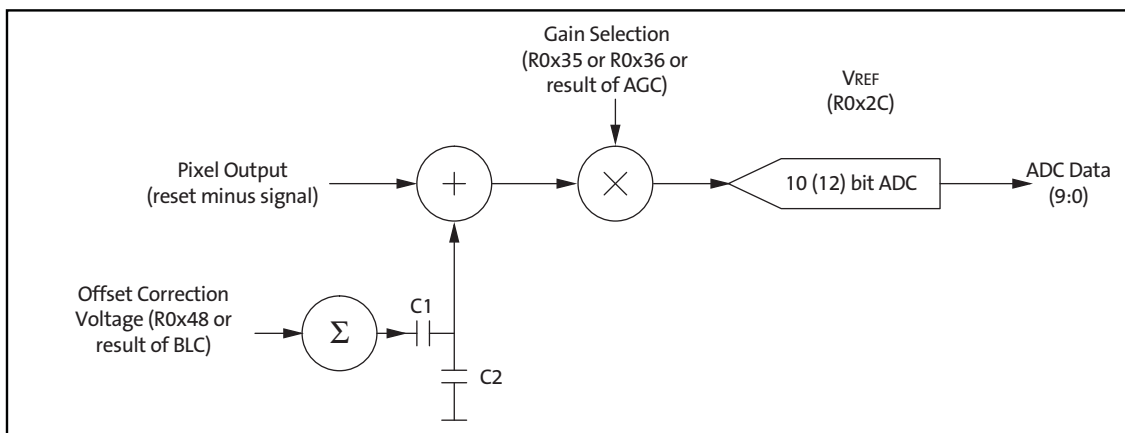 Gain Selection
(R0x35 or R0x36 or
result of AGC)
VREF
(R0x2C)
Pixel Output
(reset minus signal)
+
×
10 (12) bit ADC
ADC Data
(9:0)
Offset Correction
Voltage (R0x48 or
result of BLC)
Σ
C1
C2